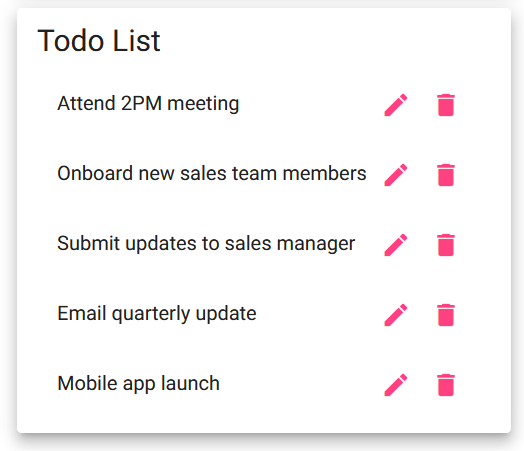 Todo List
Attend 2PM meeting
Onboard new sales team members
Submit updates to sales manager
Email quarterly update
Mobile app launch